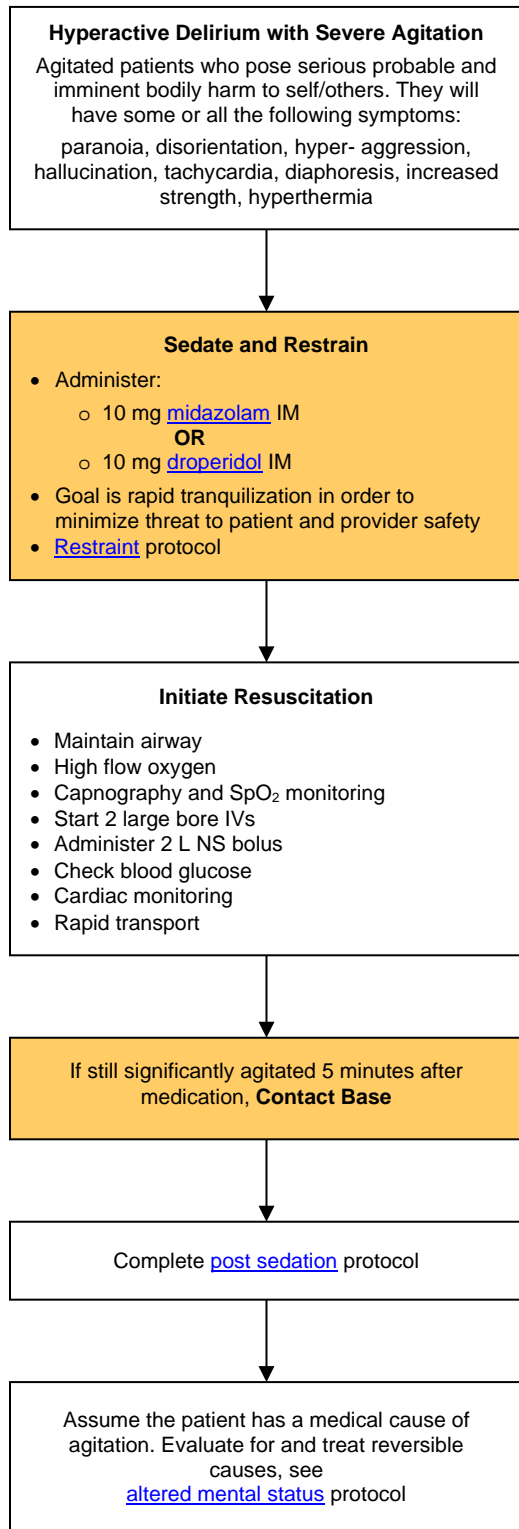 Hyperactive Delirium with Severe Agitation
Agitated patients who pose serious probable and
imminent bodily harm to self/others. They will
have some or all the following symptoms:
paranoia, disorientation, hyper- aggression,
hallucination, tachycardia, diaphoresis, increased
strength, hyperthermia
Sedate and Restrain
• Administer:
o 10 mg midazolam IM
OR
o 10 mg droperidol IM
• Goal is rapid tranquilization in order to
minimize threat to patient and provider safety
• Restraint protocol
Initiate Resuscitation
• Maintain airway
• High flow oxygen
• Capnography and SpO₂ monitoring
• Start 2 large bore IVs
• Administer 2 L NS bolus
• Check blood glucose
• Cardiac monitoring
• Rapid transport
If still significantly agitated 5 minutes after
medication, Contact Base
Complete post sedation protocol
Assume the patient has a medical cause of
agitation. Evaluate for and treat reversible
causes, see
altered mental status protocol